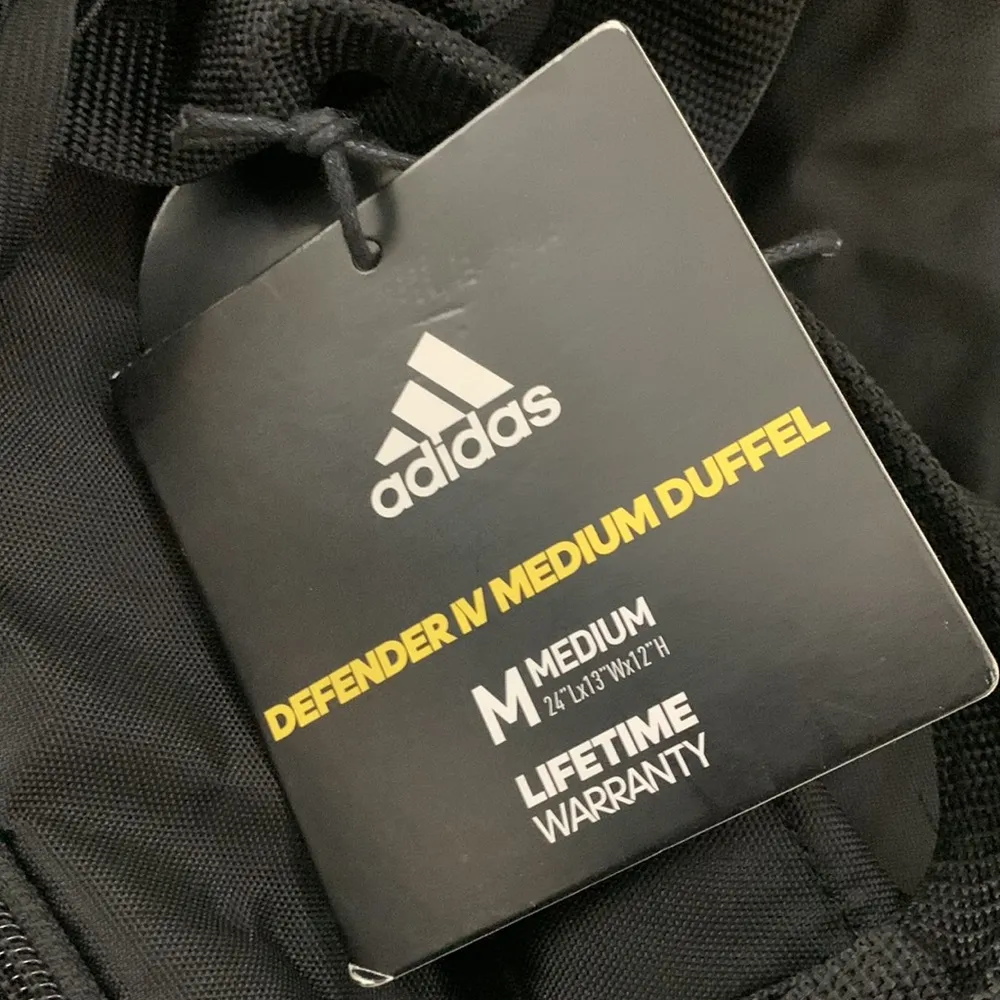 adidas
DEFENDER IV MEDIUM DUFFEL
M MEDIUM
24"Lx13"Wx12"H
LIFETIME
WARRANTY